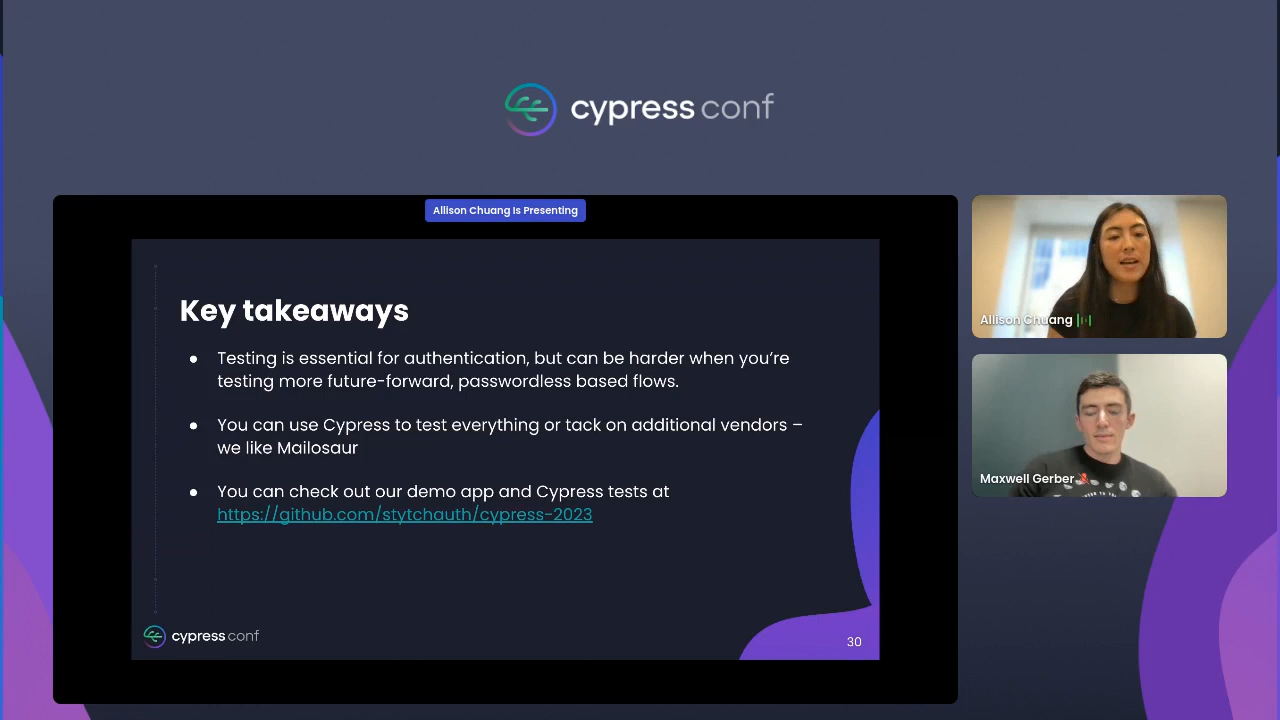 cypress conf
Allison Chuang Is Presenting
Key takeaways
● Testing is essential for authentication, but can be harder when you're
testing more future-forward, passwordless based flows.
● You can use Cypress to test everything or tack on additional vendors –
we like Mailosaur
● You can check out our demo app and Cypress tests at
https://github.com/stytchauth/cypress-2023
cypress conf
30
Allison Chuang
Maxwell Gerber